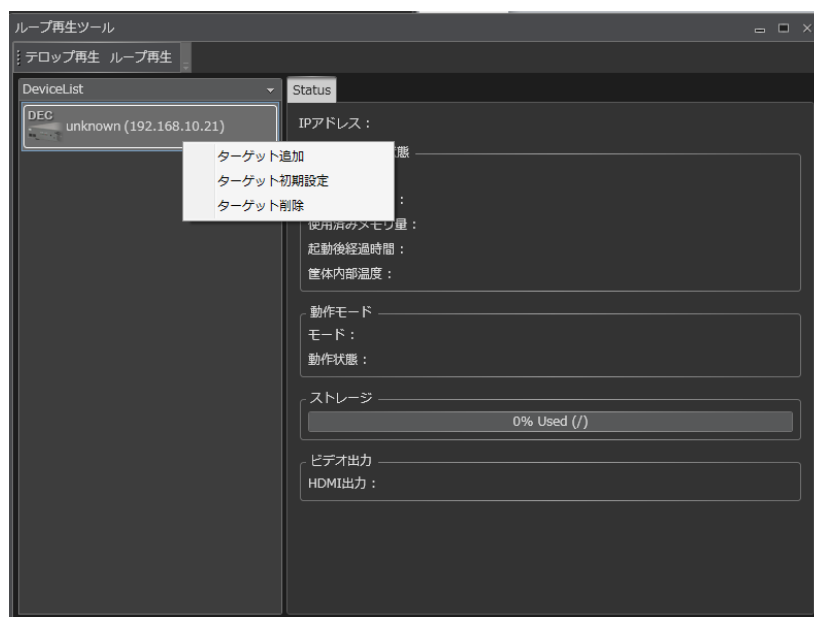 ループ再生ツール
テロップ再生 ループ再生
DeviceList
Status
DEC
unknown (192.168.10.21)
ターゲット追加
ターゲット初期設定
ターゲット削除
IPアドレス：
態
：
使用済みメモリ量：
起動後経過時間：
筐体内部温度：
動作モード
モード：
動作状態：
ストレージ
0% Used (/)
ビデオ出力
HDMI出力：